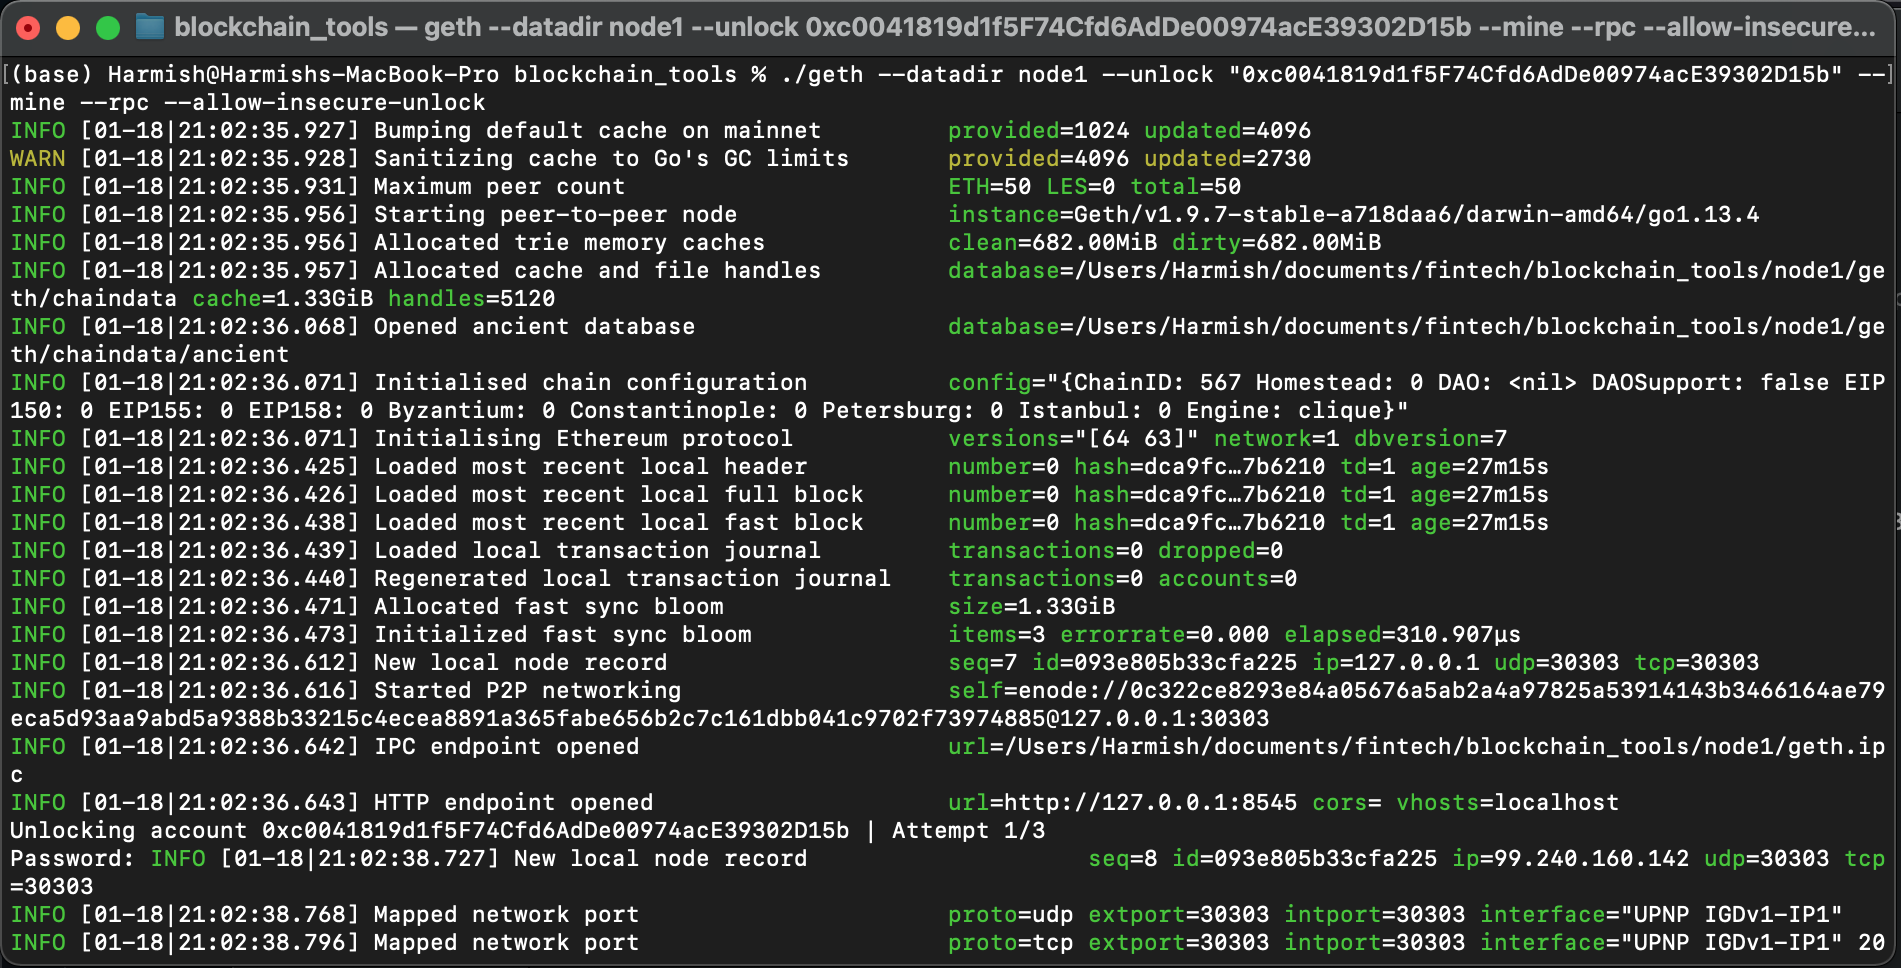 blockchain_tools — geth --datadir node1 --unlock 0xc0041819d1f5F74Cfd6AdDe00974acE39302D15b --mine --rpc --allow-insecure...
[(base) Harmish@Harmishs-MacBook-Pro blockchain_tools % ./geth --datadir node1 --unlock "0xc0041819d1f5F74Cfd6AdDe00974acE39302D15b" --]
mine --rpc --allow-insecure-unlock
INFO [01-18|21:02:35.927] Bumping default cache on mainnet         provided=1024 updated=4096
WARN [01-18|21:02:35.928] Sanitizing cache to Go's GC limits       provided=4096 updated=2730
INFO [01-18|21:02:35.931] Maximum peer count                       ETH=50 LES=0 total=50
INFO [01-18|21:02:35.956] Starting peer-to-peer node               instance=Geth/v1.9.7-stable-a718daa6/darwin-amd64/go1.13.4
INFO [01-18|21:02:35.956] Allocated trie memory caches             clean=682.00MiB dirty=682.00MiB
INFO [01-18|21:02:35.957] Allocated cache and file handles         database=/Users/Harmish/documents/fintech/blockchain_tools/node1/ge
th/chaindata cache=1.33GiB handles=5120
INFO [01-18|21:02:36.068] Opened ancient database                  database=/Users/Harmish/documents/fintech/blockchain_tools/node1/ge
th/chaindata/ancient
INFO [01-18|21:02:36.071] Initialised chain configuration          config="{ChainID: 567 Homestead: 0 DAO: <nil> DAOSupport: false EIP
150: 0 EIP155: 0 EIP158: 0 Byzantium: 0 Constantinople: 0 Petersburg: 0 Istanbul: 0 Engine: clique}"
INFO [01-18|21:02:36.071] Initialising Ethereum protocol           versions="[64 63]" network=1 dbversion=7
INFO [01-18|21:02:36.425] Loaded most recent local header          number=0 hash=dca9fc…7b6210 td=1 age=27m15s
INFO [01-18|21:02:36.426] Loaded most recent local full block      number=0 hash=dca9fc…7b6210 td=1 age=27m15s
INFO [01-18|21:02:36.438] Loaded most recent local fast block      number=0 hash=dca9fc…7b6210 td=1 age=27m15s
INFO [01-18|21:02:36.439] Loaded local transaction journal         transactions=0 dropped=0
INFO [01-18|21:02:36.440] Regenerated local transaction journal    transactions=0 accounts=0
INFO [01-18|21:02:36.471] Allocated fast sync bloom                size=1.33GiB
INFO [01-18|21:02:36.473] Initialized fast sync bloom              items=3 errorrate=0.000 elapsed=310.907µs
INFO [01-18|21:02:36.612] New local node record                    seq=7 id=093e805b33cfa225 ip=127.0.0.1 udp=30303 tcp=30303
INFO [01-18|21:02:36.616] Started P2P networking                   self=enode://0c322ce8293e84a05676a5ab2a4a97825a53914143b3466164ae79
eca5d93aa9abd5a9388b33215c4ecea8891a365fabe656b2c7c161dbb041c9702f73974885@127.0.0.1:30303
INFO [01-18|21:02:36.642] IPC endpoint opened                      url=/Users/Harmish/documents/fintech/blockchain_tools/node1/geth.ip
c
INFO [01-18|21:02:36.643] HTTP endpoint opened                     url=http://127.0.0.1:8545 cors= vhosts=localhost
Unlocking account 0xc0041819d1f5F74Cfd6AdDe00974acE39302D15b | Attempt 1/3
Password: INFO [01-18|21:02:38.727] New local node record                    seq=8 id=093e805b33cfa225 ip=99.240.160.142 udp=30303 tcp
=30303
INFO [01-18|21:02:38.768] Mapped network port                      proto=udp extport=30303 intport=30303 interface="UPNP IGDv1-IP1"
INFO [01-18|21:02:38.796] Mapped network port                      proto=tcp extport=30303 intport=30303 interface="UPNP IGDv1-IP1" 20